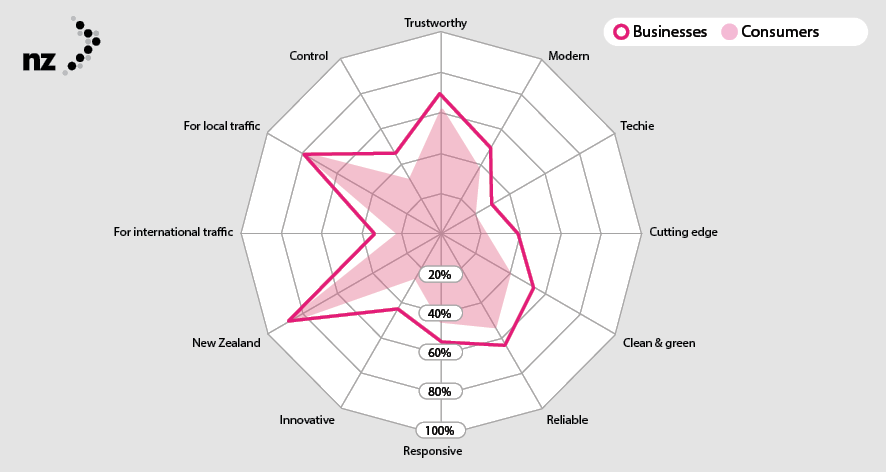 nz
Businesses
Consumers
Trustworthy
Modern
Techie
Cutting edge
Clean & green
Reliable
Responsive
Innovative
New Zealand
For international traffic
For local traffic
Control
20%
40%
60%
80%
100%